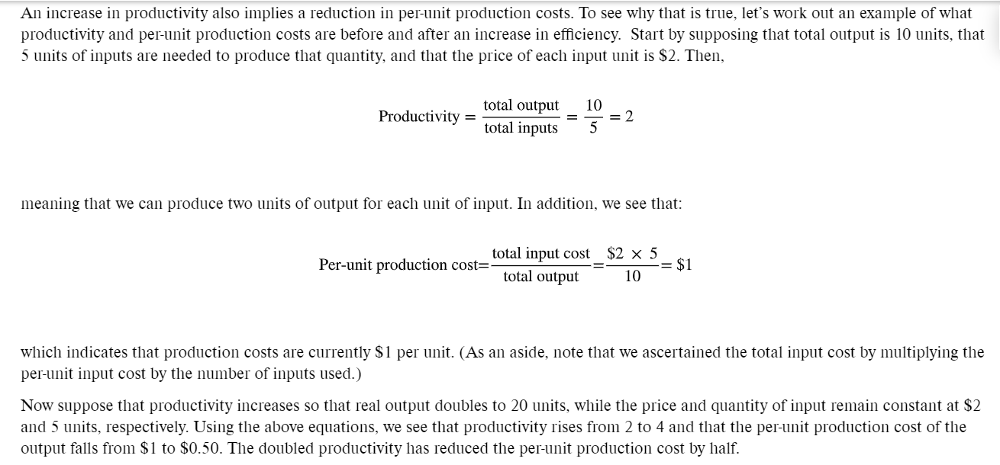 An increase in productivity also implies a reduction in per-unit production costs. To see why that is true, let’s work out an example of what
productivity and per-unit production costs are before and after an increase in efficiency.  Start by supposing that total output is 10 units, that
5 units of inputs are needed to produce that quantity, and that the price of each input unit is $2. Then,
Productivity = total output / total inputs = 10 / 5 = 2
meaning that we can produce two units of output for each unit of input. In addition, we see that:
Per-unit production cost= total input cost / total output = $2 × 5 / 10 = $1
which indicates that production costs are currently $1 per unit. (As an aside, note that we ascertained the total input cost by multiplying the
per-unit input cost by the number of inputs used.)
Now suppose that productivity increases so that real output doubles to 20 units, while the price and quantity of input remain constant at $2
and 5 units, respectively. Using the above equations, we see that productivity rises from 2 to 4 and that the per-unit production cost of the
output falls from $1 to $0.50. The doubled productivity has reduced the per-unit production cost by half.